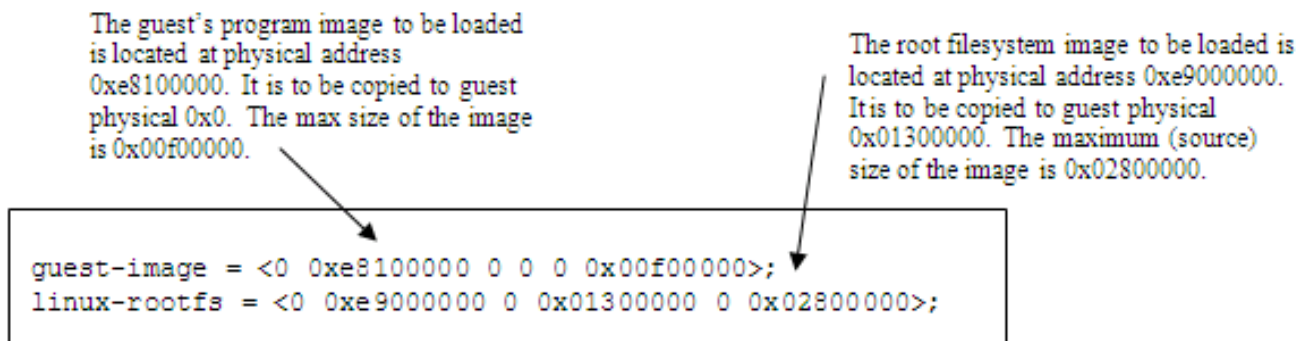 The guest's program image to be loaded
is located at physical address
0xe8100000. It is to be copied to guest
physical 0x0. The max size of the image
is 0x00f00000.
The root filesystem image to be loaded is
located at physical address 0xe9000000.
It is to be copied to guest physical
0x01300000. The maximum (source)
size of the image is 0x02800000.
guest-image = <0 0xe8100000 0 0 0 0x00f00000>;
linux-rootfs = <0 0xe9000000 0 0x01300000 0 0x02800000>;